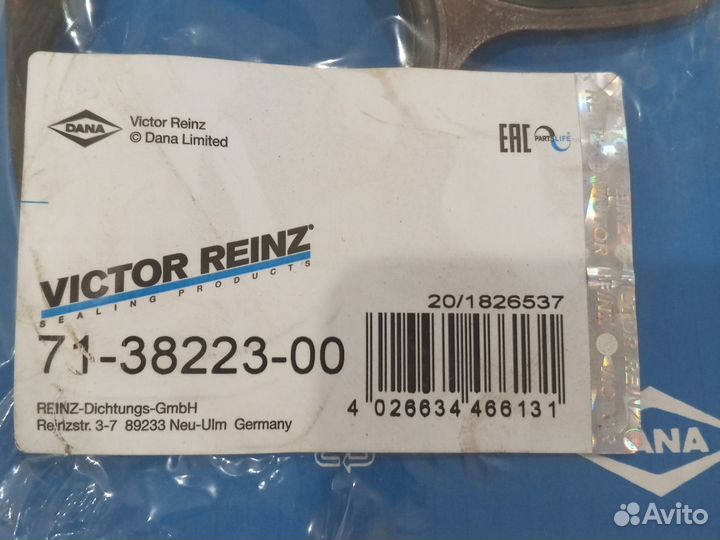 DANA
Victor Reinz
© Dana Limited
EAC
PARTSLIFE
VICTOR REINZ®
SEALING PRODUCTS
71-38223-00
20/1826537
4 026634 466131
REINZ-Dichtungs-GmbH
Reinzstr. 3-7 89233 Neu-Ulm Germany
DANA
Avito